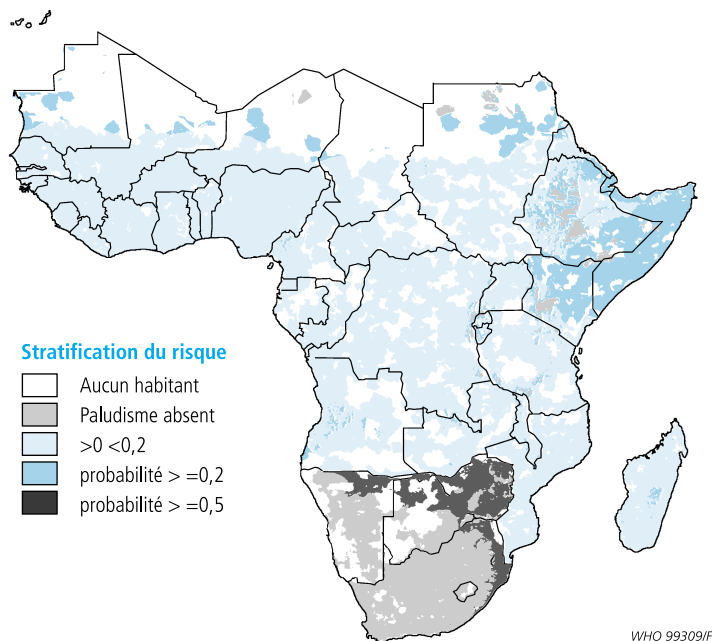 Stratification du risque
Aucun habitant
Paludisme absent
>0 <0,2
probabilité > =0,2
probabilité > =0,5
WHO 99309/F